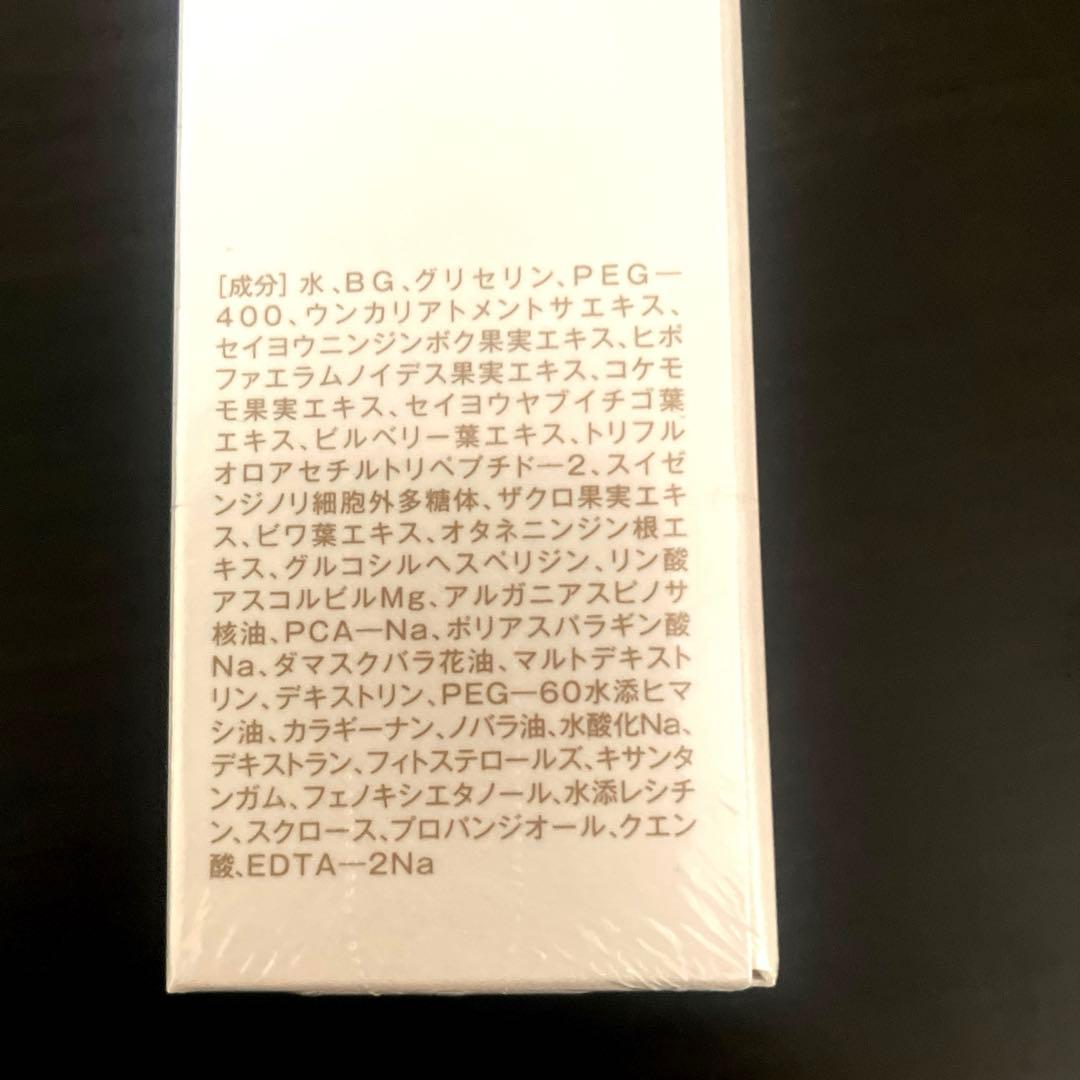 [成分] 水、BG、グリセリン、PEG—
400、ウンカリアトメントサエキス、
セイヨウニンジンボク果実エキス、ヒポ
ファエラムノイデス果実エキス、コケモ
モ果実エキス、セイヨウヤブイチゴ葉
エキス、ビルベリー葉エキス、トリフル
オロアセチルトリペプチド—2、スイゼ
ンジノリ細胞外多糖体、ザクロ果実エキ
ス、ビワ葉エキス、オタネニンジン根エ
キス、グルコシルヘスペリジン、リン酸
アスコルビルMg、アルガニアスピノサ
核油、PCA—Na、ポリアスパラギン酸
Na、ダマスクバラ花油、マルトデキスト
リン、デキストリン、PEG—60水添ヒマ
シ油、カラギーナン、ノバラ油、水酸化Na、
デキストラン、フィトステロールズ、キサンタ
ンガム、フェノキシエタノール、水添レシチ
ン、スクロース、プロパンジオール、クエン
酸、EDTA—2Na